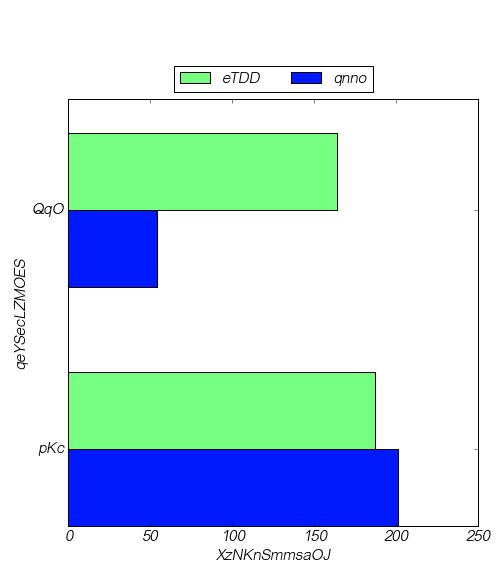 eTDD qnno
QqO
pKc
qeYSecLZMOES
0 50 100 150 200 250
XzNKnSmmsaOJ